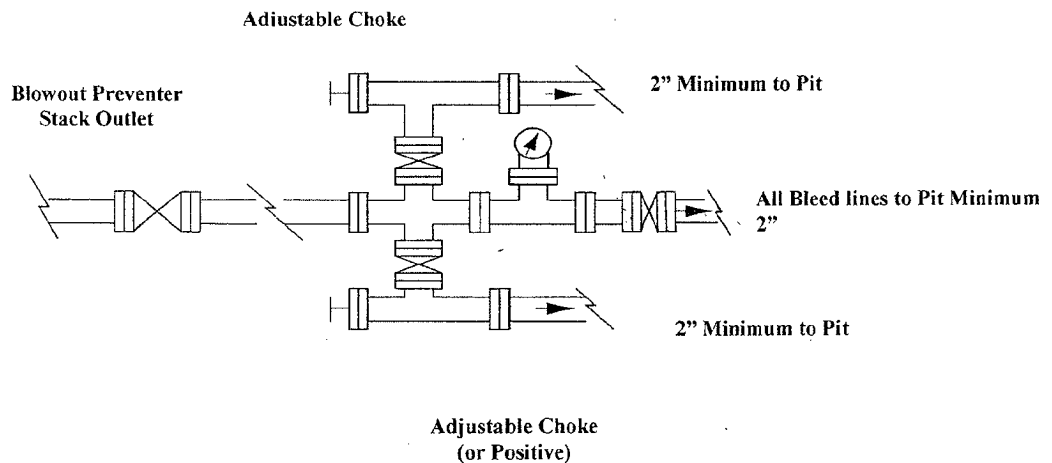 Adjustable Choke
2” Minimum to Pit
Blowout Preventer
Stack Outlet
All Bleed lines to Pit Minimum
2”
2” Minimum to Pit
Adjustable Choke
(or Positive)